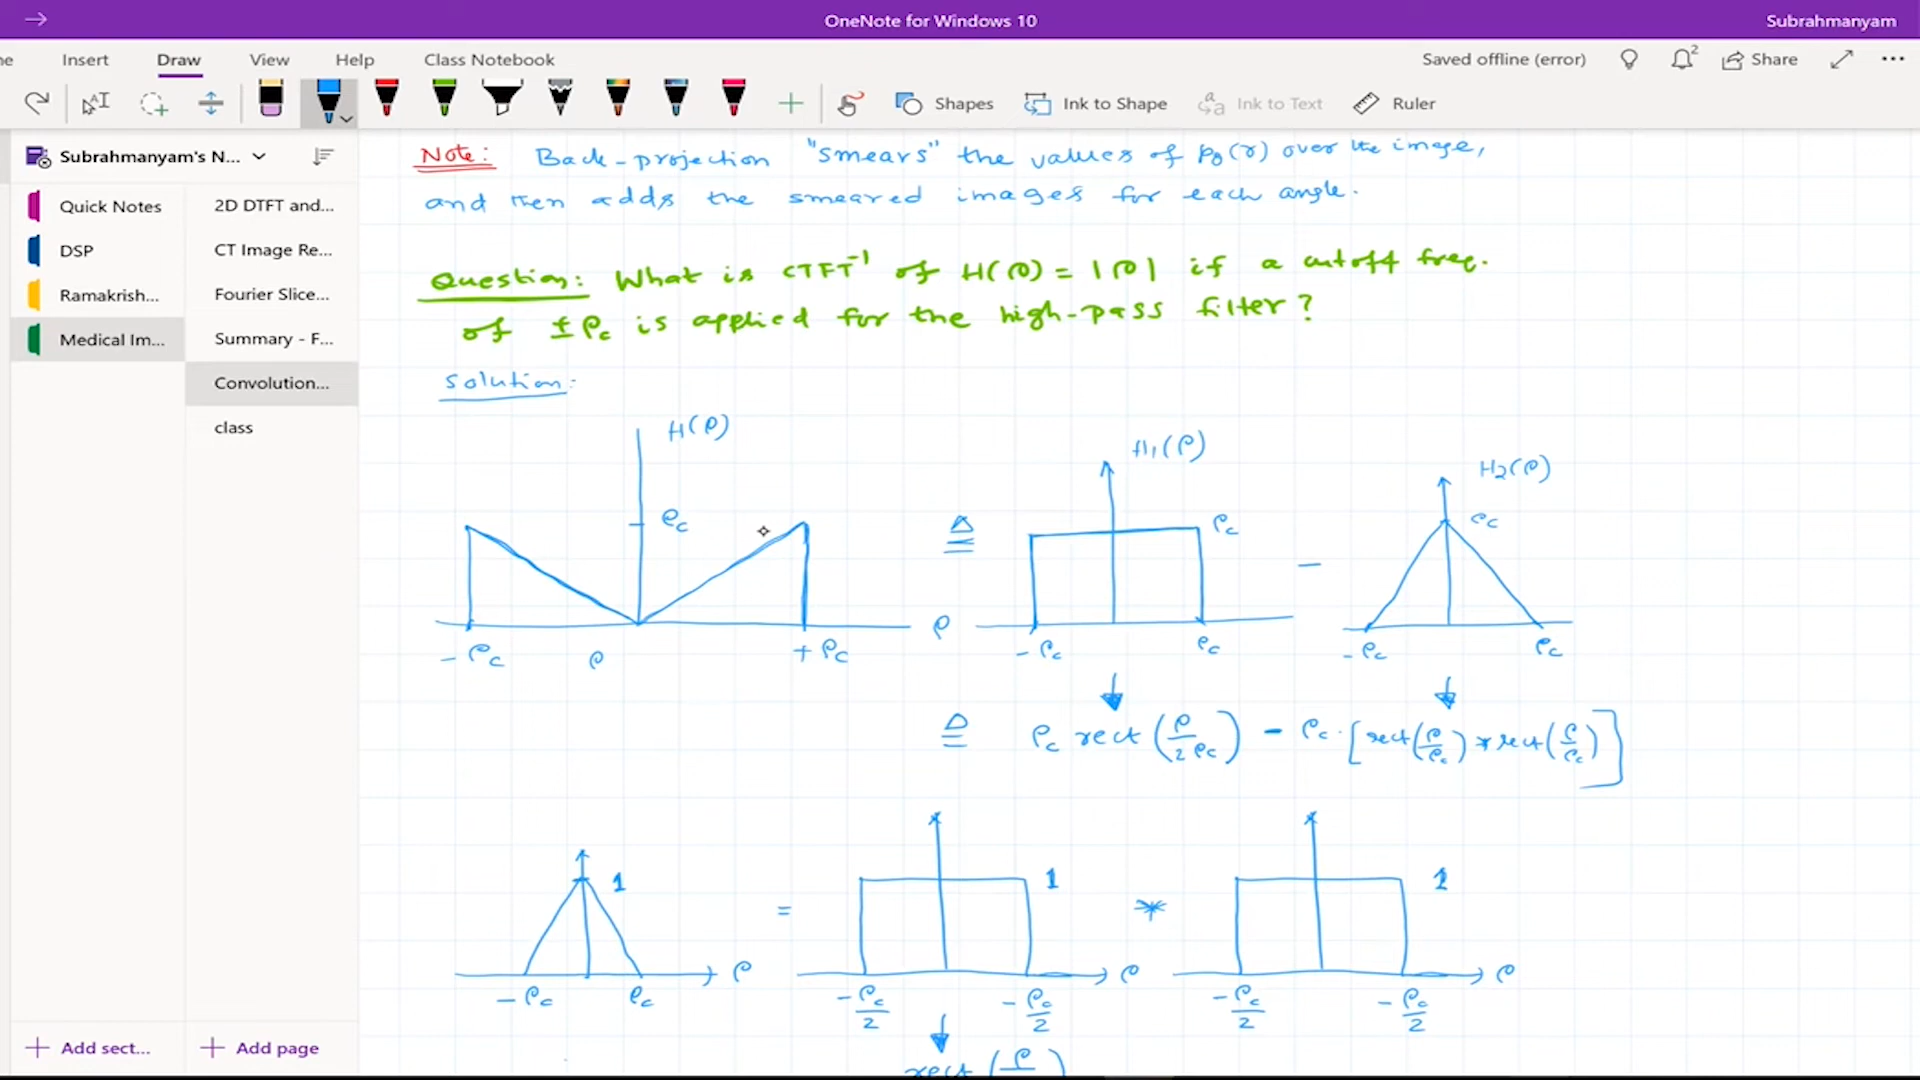 OneNote for Windows 10
Subrahmanyam
Insert Draw View Help Class Notebook
Saved offline (error) 2 Share
Shapes Ink to Shape Ink to Text Ruler
Subrahmanyam's N...
Quick Notes
DSP
Ramakrish...
Medical Im...
2D DTFT and...
CT Image Re...
Fourier Slice...
Summary - F...
Convolution...
class
Add sect...
Add page
Note: Back-projection "smears" the values of pθ(r) over the image,
and then adds the smeared images for each angle.
Question: What is CTFT⁻¹ of H(ρ) = |ρ| if a cutoff freq.
of ±ρc is applied for the high-pass filter?
Solution:
H(ρ)
ρc
-ρc ρ +ρc ρ
≜
H₁(ρ)
ρc
-ρc ρc
−
H₂(ρ)
ρc
-ρc ρc
≜ ρc rect(ρ/2ρc) - ρc·[rect(ρ/ρc) * rect(ρ/ρc)]
1 = 1 * 1
-ρc ρc ρ
-ρc/2 -ρc/2 ρ
-ρc/2 -ρc/2 ρ
rect(ρ